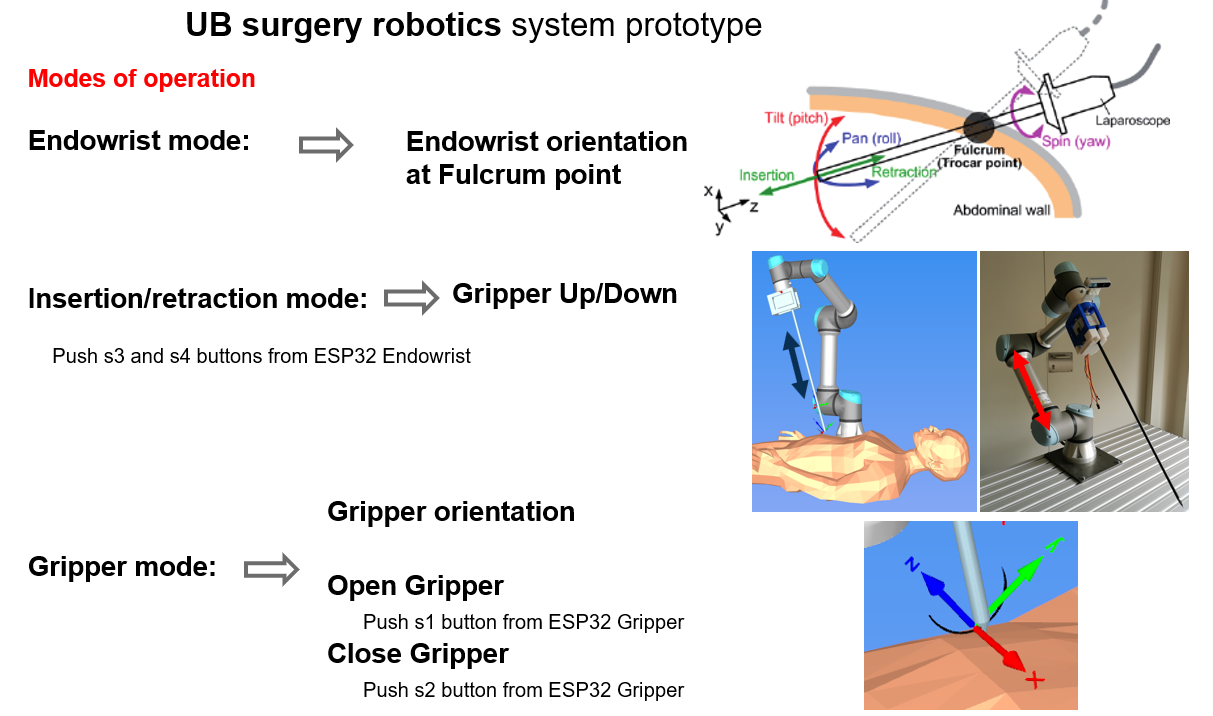 UB surgery robotics system prototype
Modes of operation
Endowrist mode:
Endowrist orientation
at Fulcrum point
Tilt (pitch)
Pan (roll)
Insertion
Retraction
Fulcrum
(Trocar point)
Spin (yaw)
Laparoscope
Abdominal wall
x
z
y
Insertion/retraction mode:
Gripper Up/Down
Push s3 and s4 buttons from ESP32 Endowrist
Gripper mode:
Gripper orientation
Open Gripper
Push s1 button from ESP32 Gripper
Close Gripper
Push s2 button from ESP32 Gripper
Z
Y
X